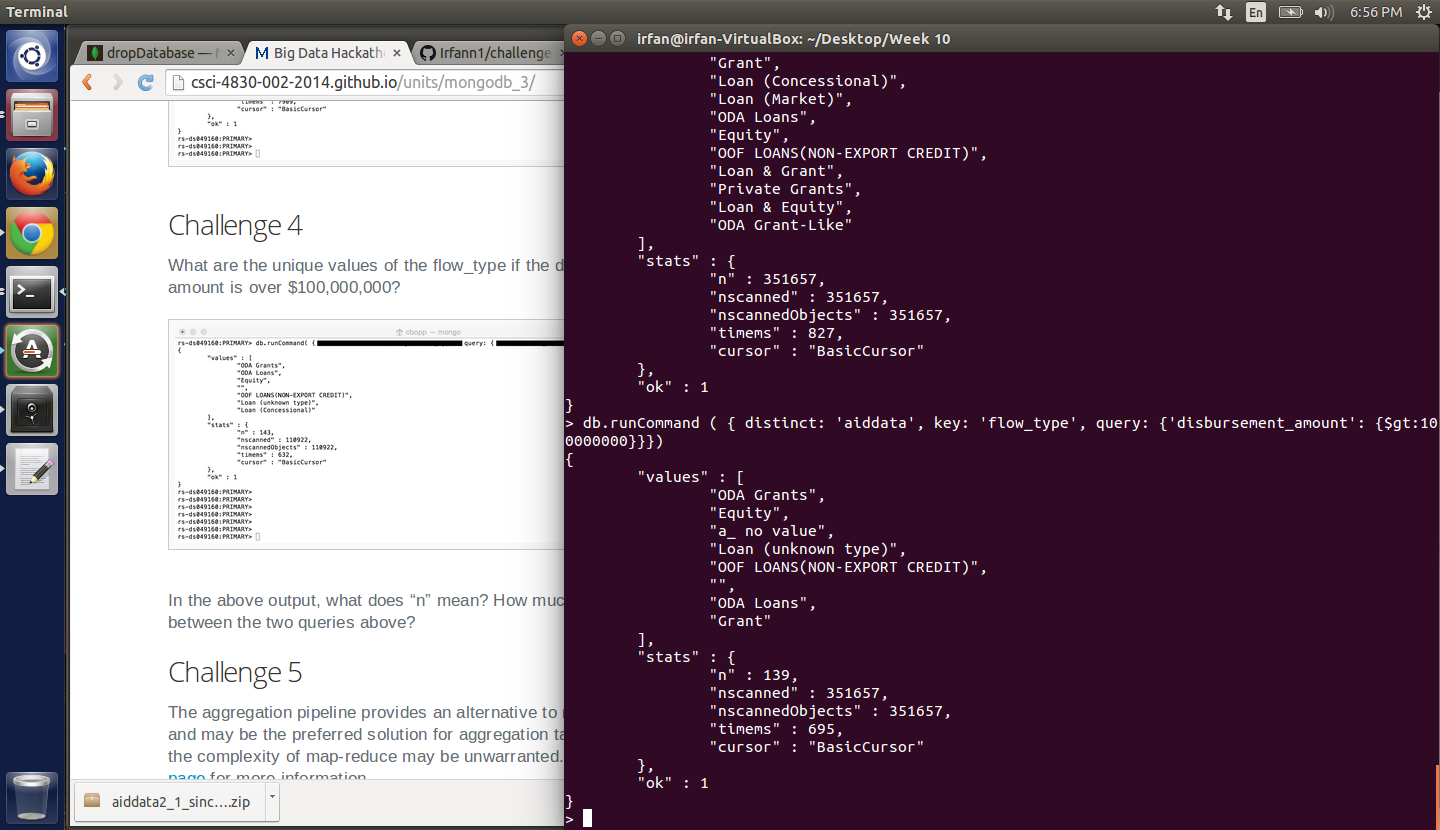 Terminal
En
6:56 PM
dropDatabase —
Big Data Hackath
Irfann1/challenge
csci-4830-002-2014.github.io/units/mongodb_3/
"timems" : 7909,
"cursor" : "BasicCursor"
},
"ok" : 1
}
rs-ds049160:PRIMARY>
rs-ds049160:PRIMARY>
rs-ds049160:PRIMARY>
Challenge 4
What are the unique values of the flow_type if the d
amount is over $100,000,000?
cbopp — mongo
rs-ds049160:PRIMARY> db.runCommand( { query: {
{
"values" : [
"ODA Grants",
"ODA Loans",
"Equity",
"",
"OOF LOANS(NON-EXPORT CREDIT)",
"Loan (unknown type)",
"Loan (Concessional)"
],
"stats" : {
"n" : 143,
"nscanned" : 110922,
"nscannedObjects" : 110922,
"timems" : 632,
"cursor" : "BasicCursor"
},
"ok" : 1
}
rs-ds049160:PRIMARY>
rs-ds049160:PRIMARY>
rs-ds049160:PRIMARY>
rs-ds049160:PRIMARY>
rs-ds049160:PRIMARY>
rs-ds049160:PRIMARY>
rs-ds049160:PRIMARY>
In the above output, what does “n” mean? How muc
between the two queries above?
Challenge 5
The aggregation pipeline provides an alternative to
and may be the preferred solution for aggregation ta
the complexity of map-reduce may be unwarranted.
page for more information
aiddata2_1_sinc....zip
irfan@irfan-VirtualBox: ~/Desktop/Week 10
"Grant",
"Loan (Concessional)",
"Loan (Market)",
"ODA Loans",
"Equity",
"OOF LOANS(NON-EXPORT CREDIT)",
"Loan & Grant",
"Private Grants",
"Loan & Equity",
"ODA Grant-Like"
],
"stats" : {
"n" : 351657,
"nscanned" : 351657,
"nscannedObjects" : 351657,
"timems" : 827,
"cursor" : "BasicCursor"
},
"ok" : 1
}
> db.runCommand ( { distinct: 'aiddata', key: 'flow_type', query: {'disbursement_amount': {$gt:10
0000000}}})
{
"values" : [
"ODA Grants",
"Equity",
"a_ no value",
"Loan (unknown type)",
"OOF LOANS(NON-EXPORT CREDIT)",
"",
"ODA Loans",
"Grant"
],
"stats" : {
"n" : 139,
"nscanned" : 351657,
"nscannedObjects" : 351657,
"timems" : 695,
"cursor" : "BasicCursor"
},
"ok" : 1
}
>